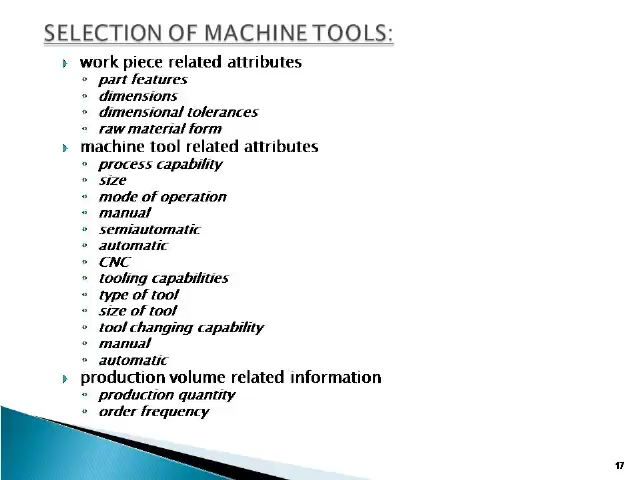 SELECTION OF MACHINE TOOLS:
work piece related attributes
part features
dimensions
dimensional tolerances
raw material form
machine tool related attributes
process capability
size
mode of operation
manual
semiautomatic
automatic
CNC
tooling capabilities
type of tool
size of tool
tool changing capability
manual
automatic
production volume related information
production quantity
order frequency
17